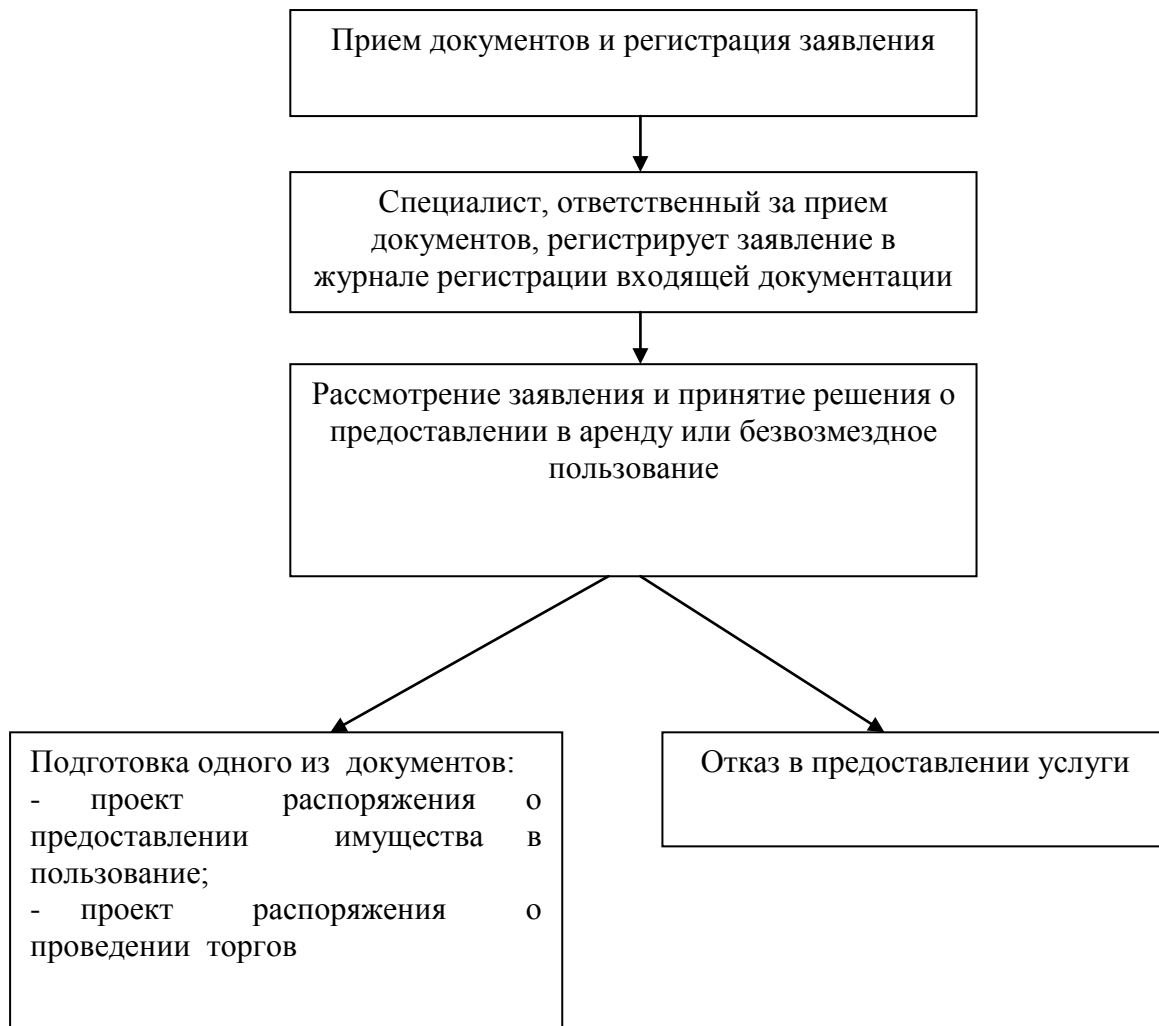 Прием документов и регистрация заявления
Специалист, ответственный за прием
документов, регистрирует заявление в
журнале регистрации входящей документации
Рассмотрение заявления и принятие решения о
предоставлении в аренду или безвозмездное
пользование
Подготовка одного из документов:
- проект распоряжения о
предоставлении имущества в
пользование;
- проект распоряжения о
проведении торгов
Отказ в предоставлении услуги